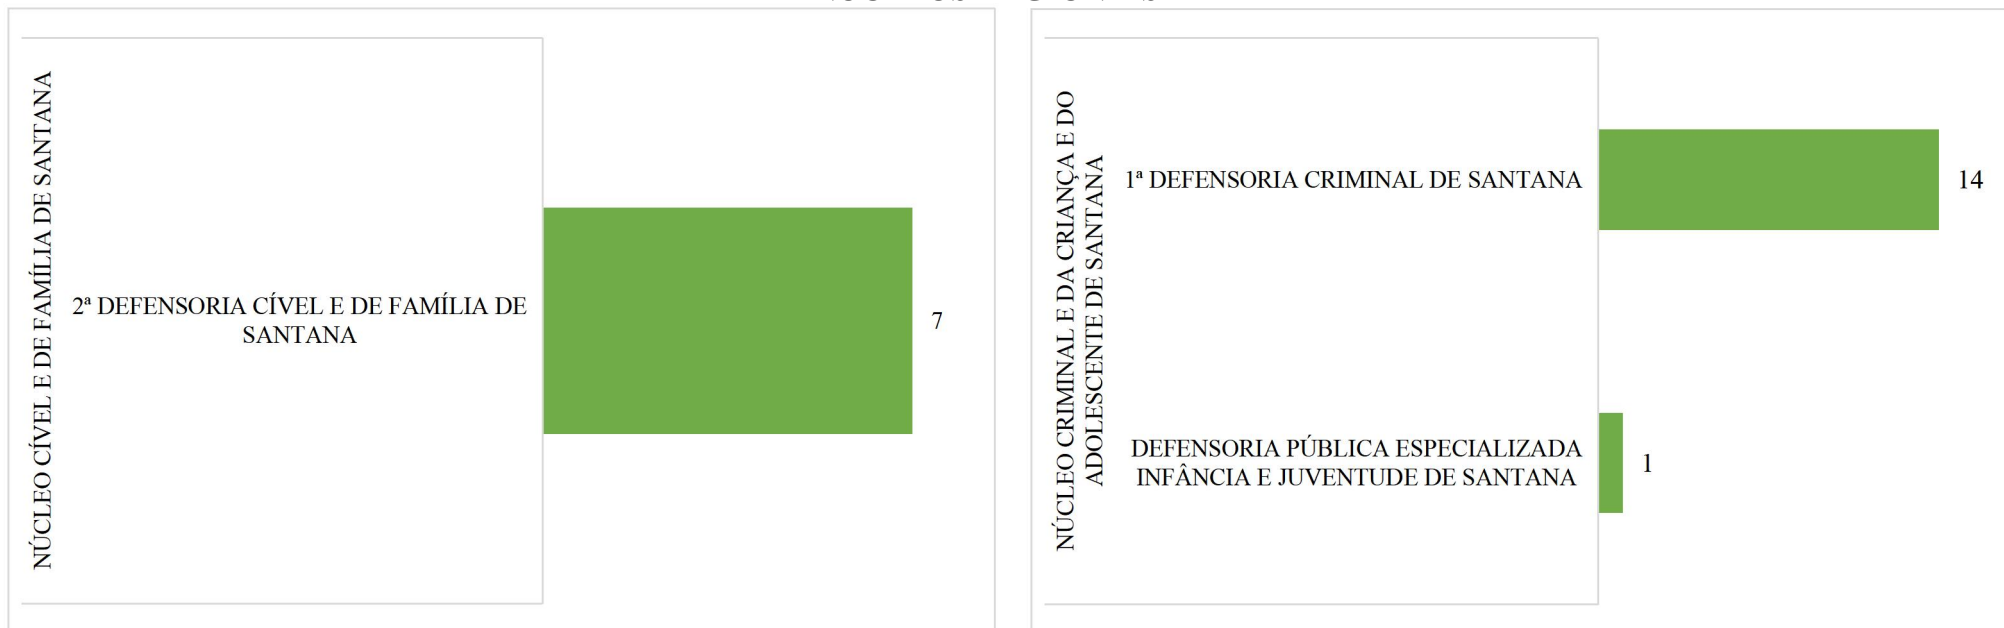 NÚCLEO CÍVEL E DE FAMÍLIA DE SANTANA
2ª DEFENSORIA CÍVEL E DE FAMÍLIA DE
SANTANA
7
NÚCLEO CRIMINAL E DA CRIANÇA E DO
ADOLESCENTE DE SANTANA
1ª DEFENSORIA CRIMINAL DE SANTANA
14
DEFENSORIA PÚBLICA ESPECIALIZADA
INFÂNCIA E JUVENTUDE DE SANTANA
1